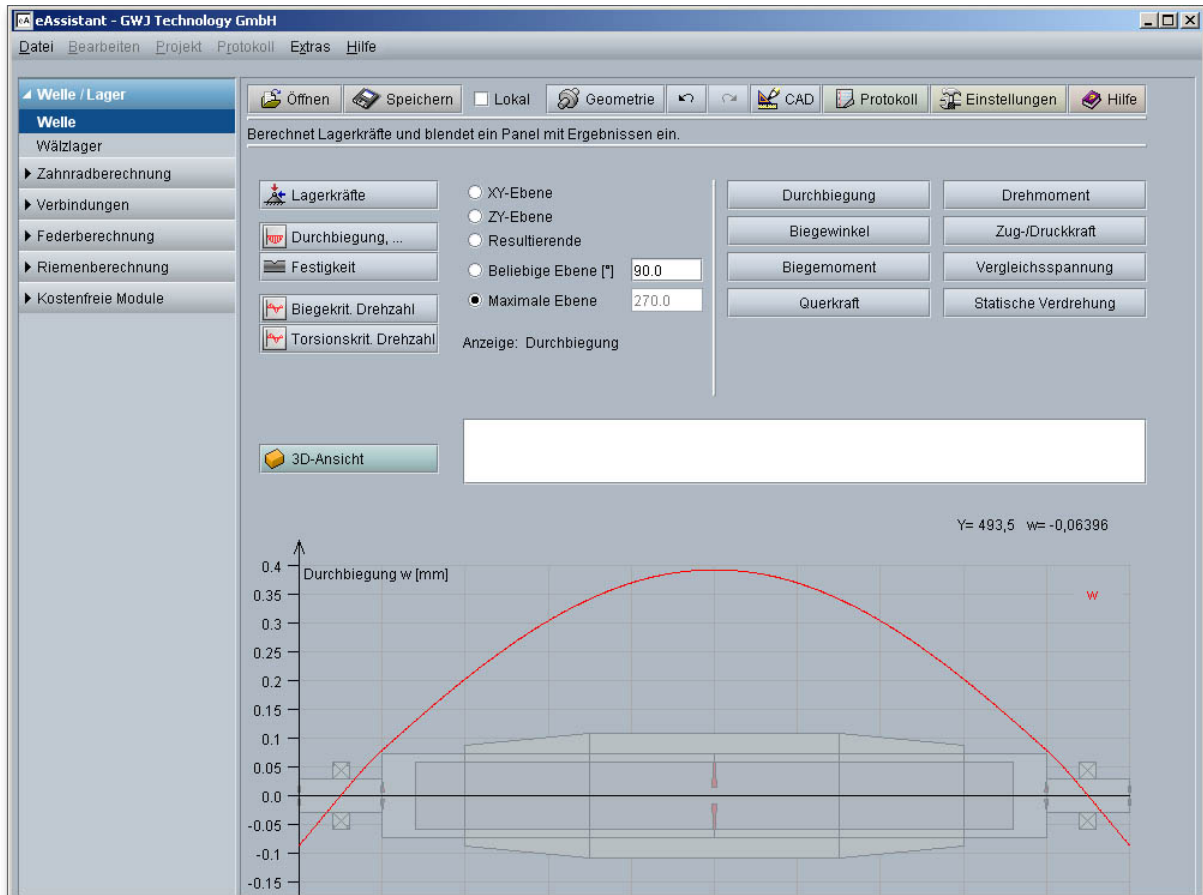 eA eAssistant - GWJ Technology GmbH
Datei Bearbeiten Projekt Protokoll Extras Hilfe
Welle / Lager
Welle
Wälzlager
Zahnradberechnung
Verbindungen
Federberechnung
Riemenberechnung
Kostenfreie Module
Öffnen Speichern Lokal Geometrie CAD Protokoll Einstellungen Hilfe
Berechnet Lagerkräfte und blendet ein Panel mit Ergebnissen ein.
Lagerkräfte
Durchbiegung, ...
Festigkeit
Biegekrit. Drehzahl
Torsionskrit. Drehzahl
XY-Ebene
ZY-Ebene
Resultierende
Beliebige Ebene [°] 90.0
Maximale Ebene 270.0
Anzeige: Durchbiegung
Durchbiegung Drehmoment
Biegewinkel Zug-/Druckkraft
Biegemoment Vergleichsspannung
Querkraft Statische Verdrehung
3D-Ansicht
Y= 493,5 w= -0,06396
Durchbiegung w [mm]
w
0.4
0.35
0.3
0.25
0.2
0.15
0.1
0.05
0.0
-0.05
-0.1
-0.15